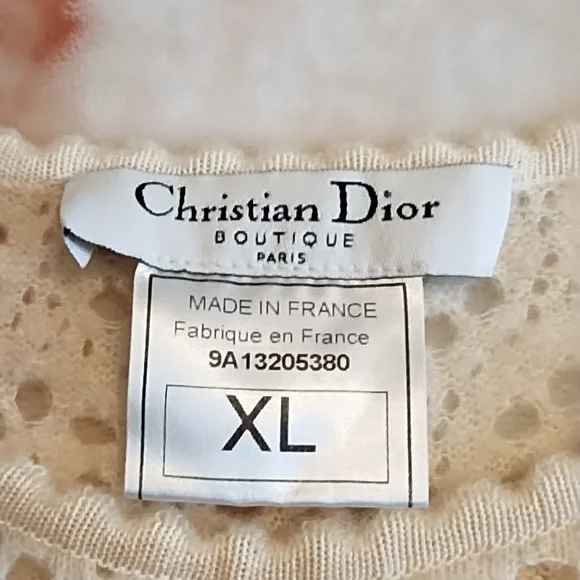 Christian Dior
BOUTIQUE
PARIS
MADE IN FRANCE
Fabrique en France
9A13205380
XL